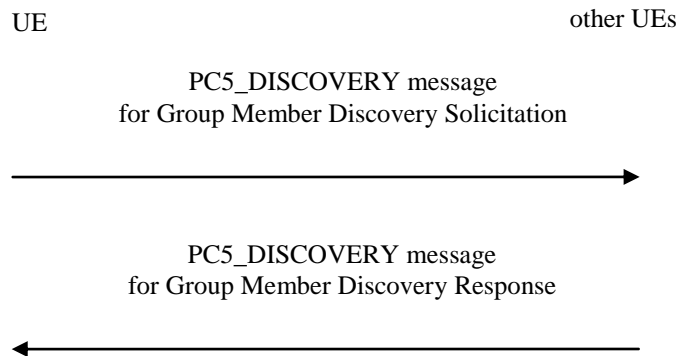 UE
other UEs
PC5_DISCOVERY message
for Group Member Discovery Solicitation
PC5_DISCOVERY message
for Group Member Discovery Response